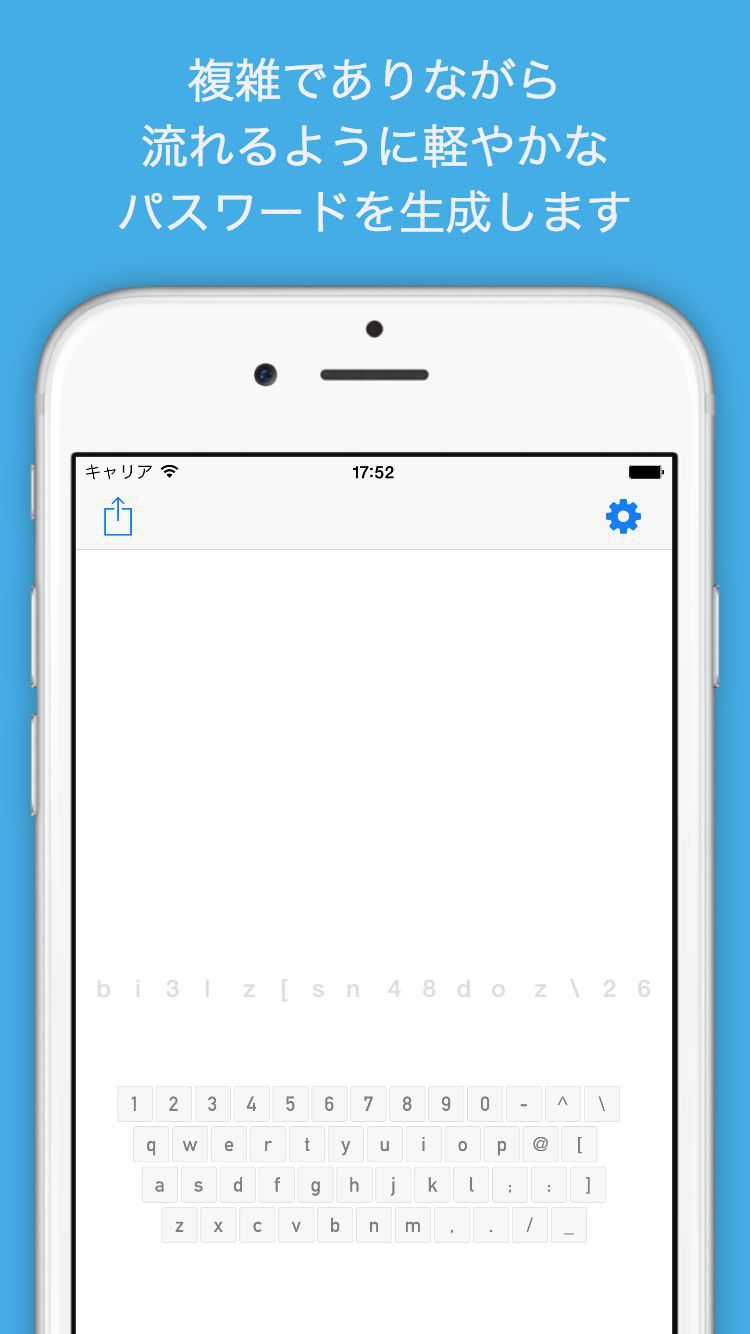 複雑でありながら
流れるように軽やかな
パスワードを生成します
キャリア 17:52
b i 3 l z [ s n 4 8 d o z \ 2 6
1 2 3 4 5 6 7 8 9 0 - ^ \
q w e r t y u i o p @ [
a s d f g h j k l ; : ]
z x c v b n m , . / _